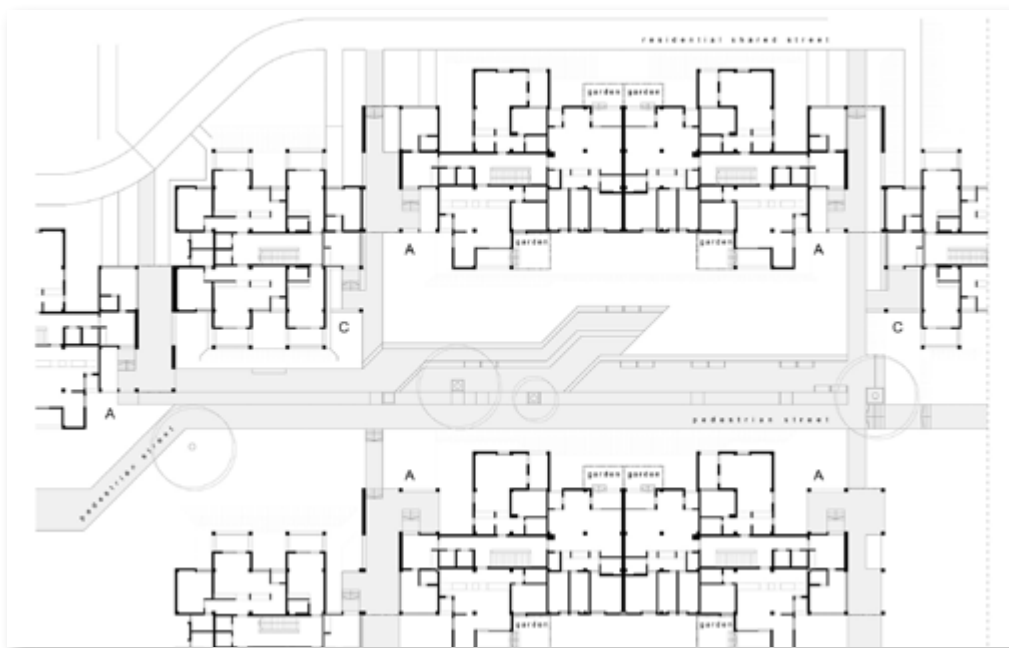 residential shared street
garden garden
A
A
garden
garden
C
C
A
pedestrian street
pedestrian street
A
A
garden garden
garden
garden